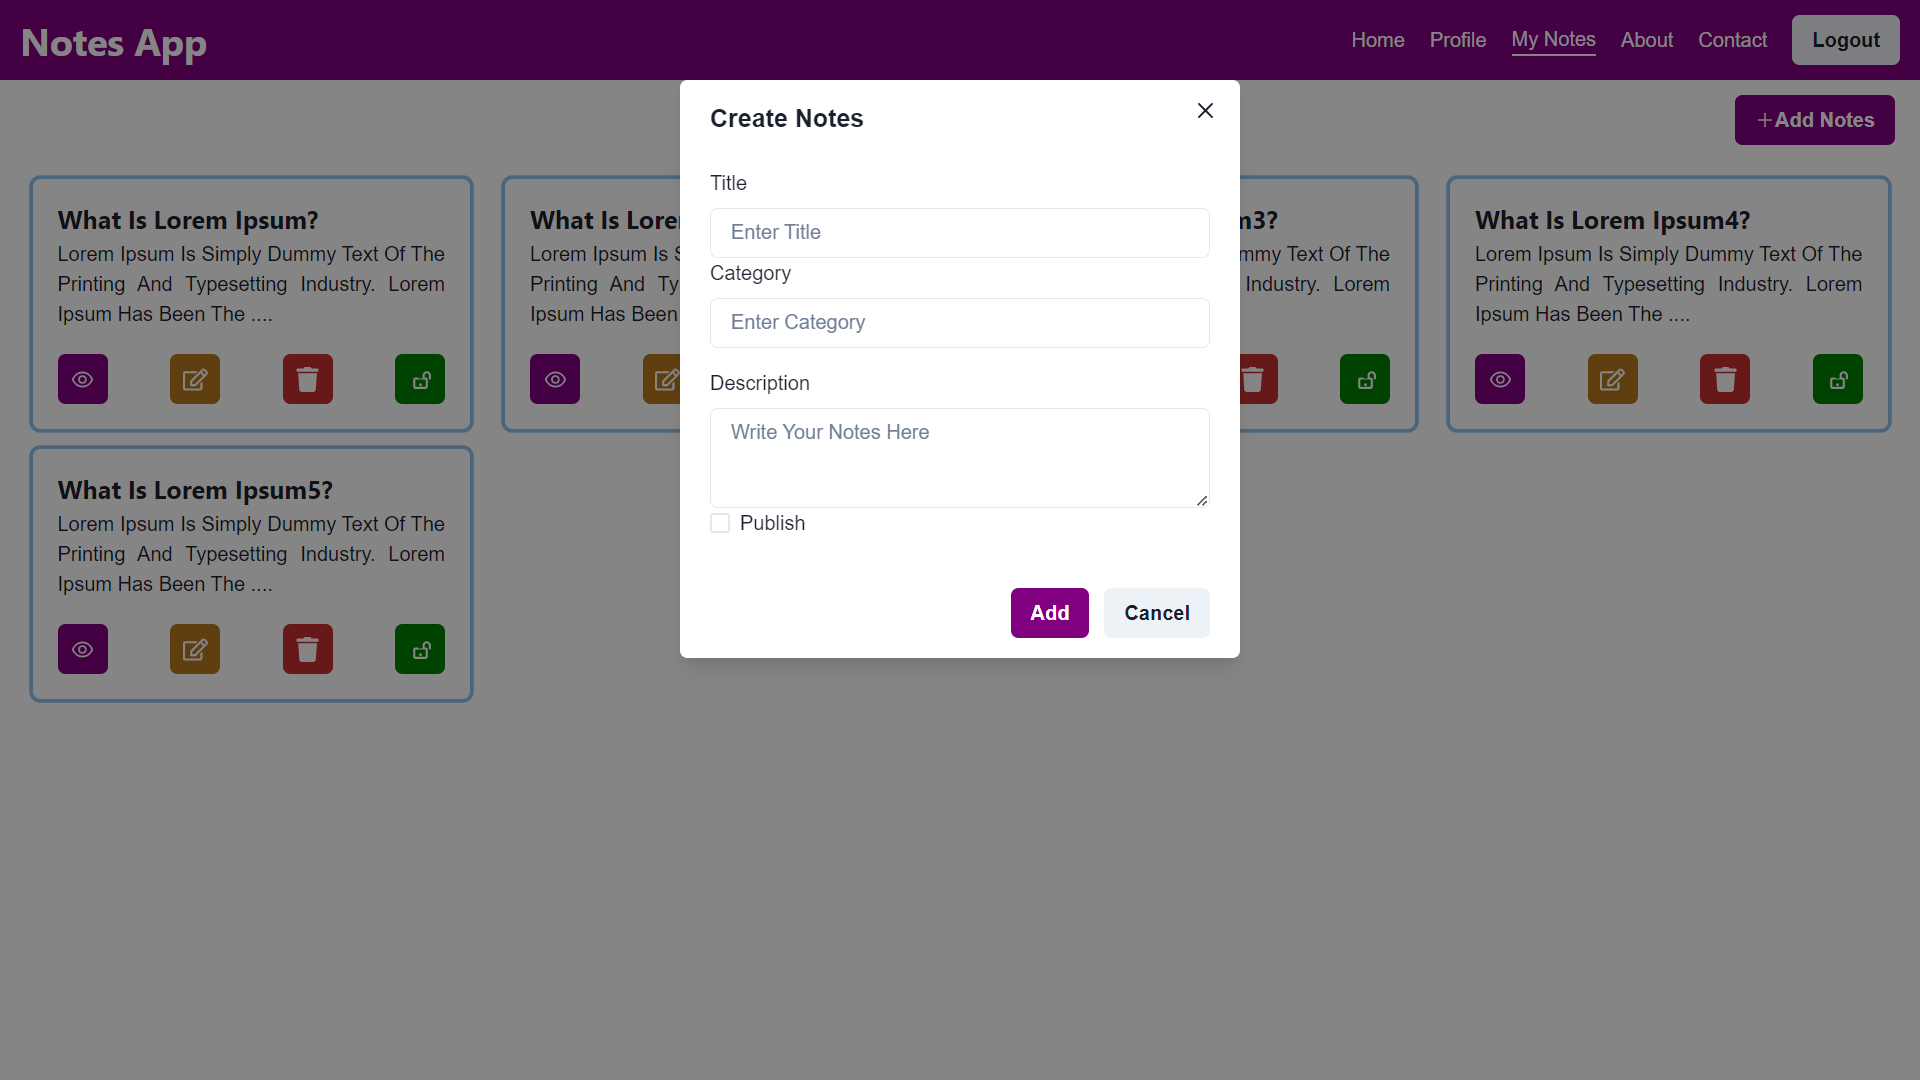 Notes App
Home Profile My Notes About Contact Logout
+Add Notes
Create Notes
Title
Enter Title
Category
Enter Category
Description
Write Your Notes Here
Publish
Add Cancel
What Is Lorem Ipsum?
Lorem Ipsum Is Simply Dummy Text Of The
Printing And Typesetting Industry. Lorem
Ipsum Has Been The ....
What Is
Lorem Ipsum Is
Printing And
Ipsum Has Been
Text Of The
Industry. Lorem
What Is Lorem Ipsum4?
Lorem Ipsum Is Simply Dummy Text Of The
Printing And Typesetting Industry. Lorem
Ipsum Has Been The ....
What Is Lorem Ipsum5?
Lorem Ipsum Is Simply Dummy Text Of The
Printing And Typesetting Industry. Lorem
Ipsum Has Been The ....